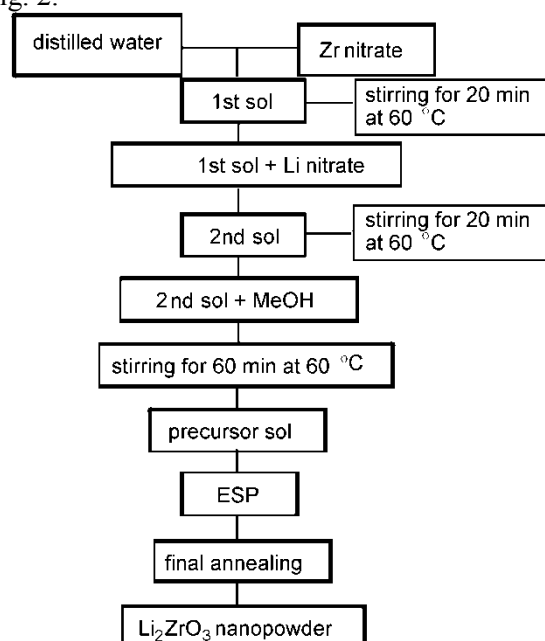 ig. 2.
distilled water
Zr nitrate
1st sol
stirring for 20 min
at 60 °C
1st sol + Li nitrate
2nd sol
stirring for 20 min
at 60 °C
2nd sol + MeOH
stirring for 60 min at 60 °C
precursor sol
ESP
final annealing
Li₂ZrO₃ nanopowder